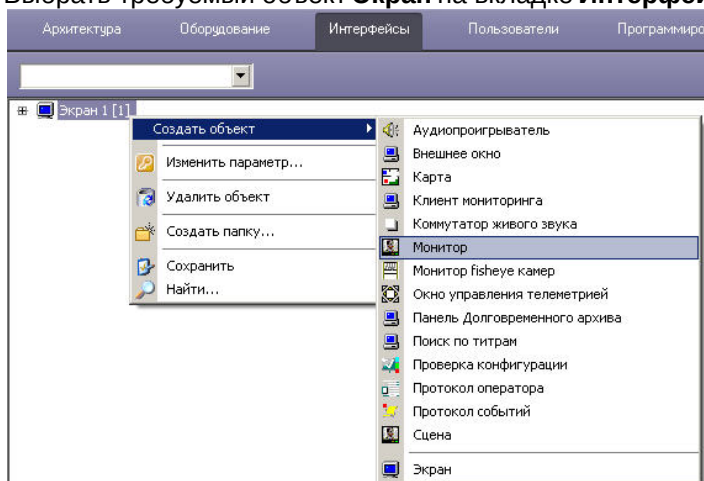 Выбрать требуемый объект Экран на вкладке Интерфей
Архитектура Оборудование Интерфейсы Пользователи Программиро
Экран 1 [1]
Создать объект
Изменить параметр...
Удалить объект
Создать папку...
Сохранить
Найти...
Аудиопроигрыватель
Внешнее окно
Карта
Клиент мониторинга
Коммутатор живого звука
Монитор
Монитор fisheye камер
Окно управления телеметрией
Панель Долговременного архива
Поиск по титрам
Проверка конфигурации
Протокол оператора
Протокол событий
Сцена
Экран